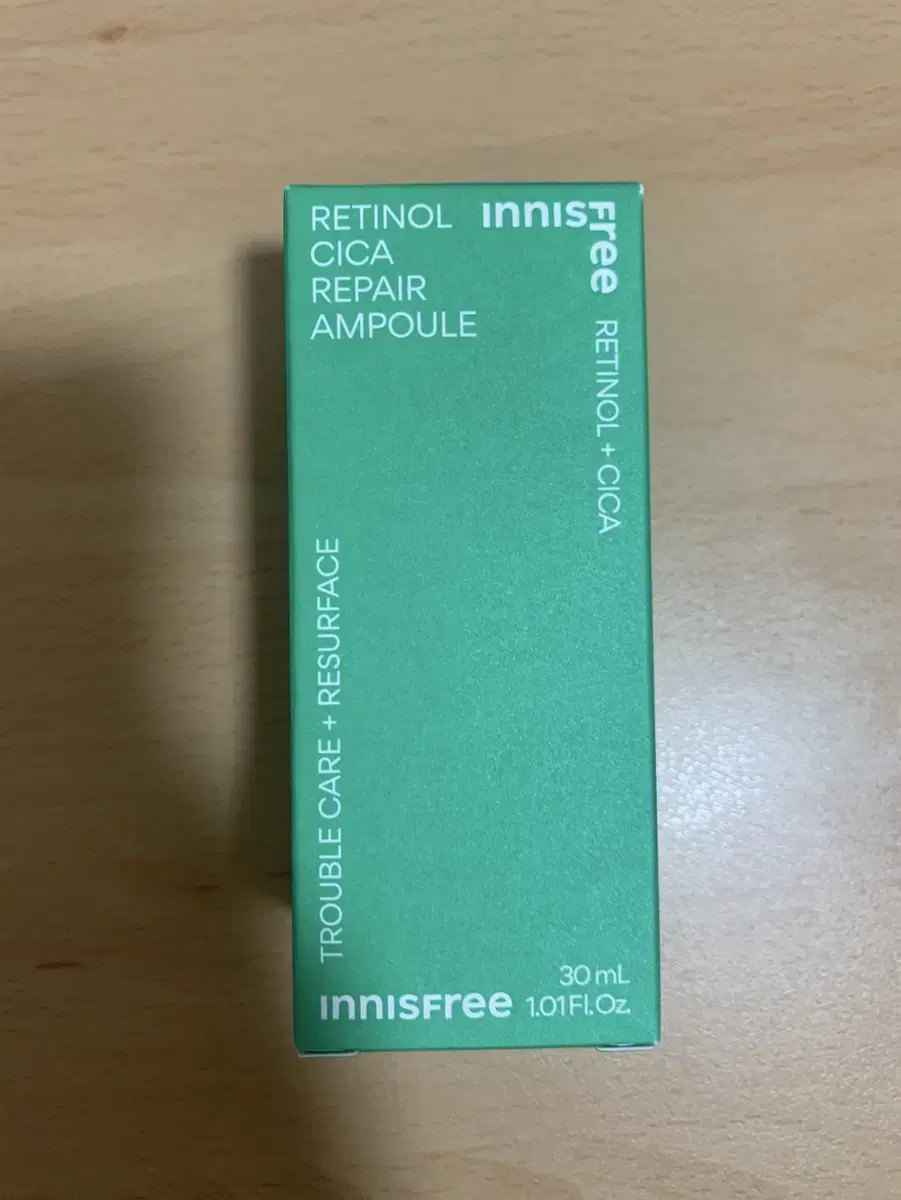 RETINOL
CICA
REPAIR
AMPOULE
innisFree
RETINOL + CICA
TROUBLE CARE + RESURFACE
innisFree
30 mL
1.01 Fl.Oz.